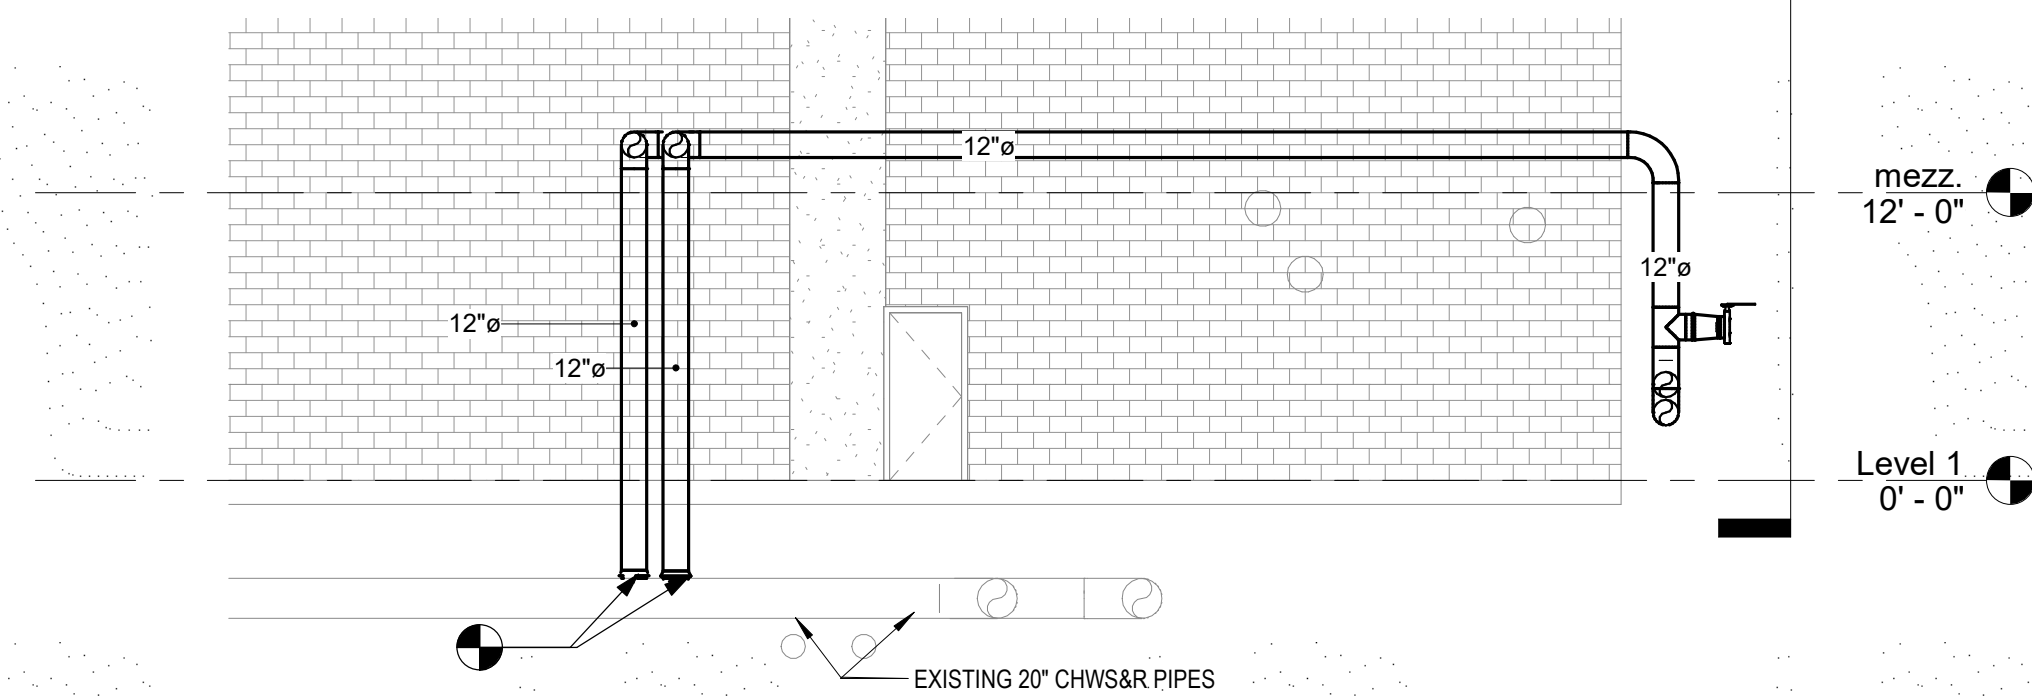 12"ø
mezz.
12' - 0"
12"ø
12"ø
12"ø
Level 1
0' - 0"
EXISTING 20" CHWS&R PIPES